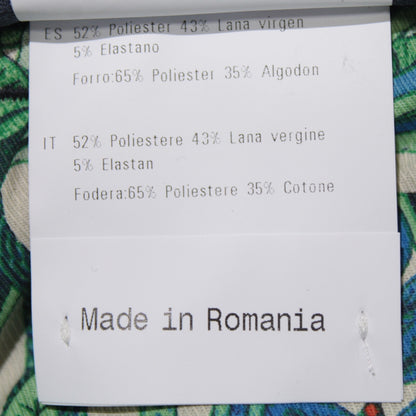 ES 52% Poliester 43% Lana virgen
5% Elastano
Forro:65% Poliester 35% Algodon
IT 52% Poliestere 43% Lana vergine
5% Elastan
Fodera:65% Poliestere 35% Cotone
Made in Romania